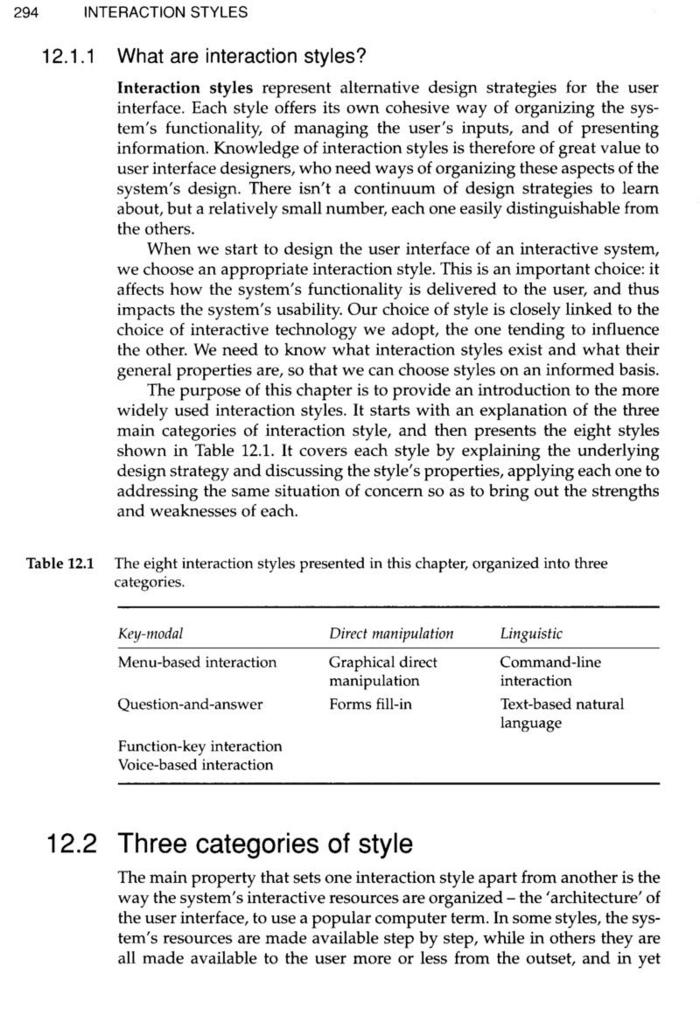 294 INTERACTION STYLES
12.1.1 What are interaction styles?
Interaction styles represent alternative design strategies for the user
interface. Each style offers its own cohesive way of organizing the sys-
tem's functionality, of managing the user's inputs, and of presenting
information. Knowledge of interaction styles is therefore of great value to
user interface designers, who need ways of organizing these aspects of the
system's design. There isn't a continuum of design strategies to learn
about, but a relatively small number, each one easily distinguishable from
the others.
When we start to design the user interface of an interactive system,
we choose an appropriate interaction style. This is an important choice: it
affects how the system's functionality is delivered to the user, and thus
impacts the system's usability. Our choice of style is closely linked to the
choice of interactive technology we adopt, the one tending to influence
the other. We need to know what interaction styles exist and what their
general properties are, so that we can choose styles on an informed basis.
The purpose of this chapter is to provide an introduction to the more
widely used interaction styles. It starts with an explanation of the three
main categories of interaction style, and then presents the eight styles
shown in Table 12.1. It covers each style by explaining the underlying
design strategy and discussing the style's properties, applying each one to
addressing the same situation of concern so as to bring out the strengths
and weaknesses of each.
Table 12.1 The eight interaction styles presented in this chapter, organized into three
categories.
Key-modal Direct manipulation Linguistic
Menu-based interaction Graphical direct Command-line
manipulation interaction
Question-and-answer Forms fill-in Text-based natural
language
Function-key interaction
Voice-based interaction
12.2 Three categories of style
The main property that sets one interaction style apart from another is the
way the system's interactive resources are organized – the 'architecture' of
the user interface, to use a popular computer term. In some styles, the sys-
tem's resources are made available step by step, while in others they are
all made available to the user more or less from the outset, and in yet